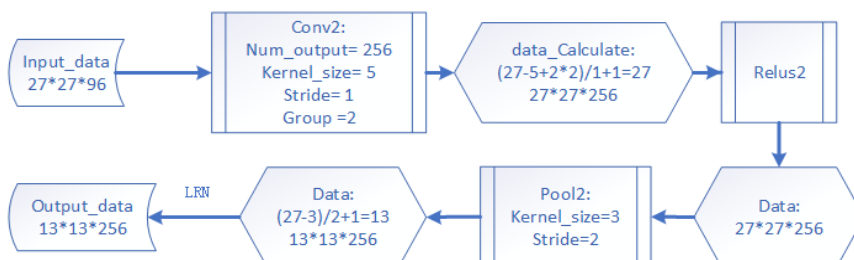 Input_data
27*27*96
Conv2:
Num_output= 256
Kernel_size= 5
Stride= 1
Group =2
data_Calculate:
(27-5+2*2)/1+1=27
27*27*256
Relus2
Data:
27*27*256
Pool2:
Kernel_size=3
Stride=2
Data:
(27-3)/2+1=13
13*13*256
LRN
Output_data
13*13*256